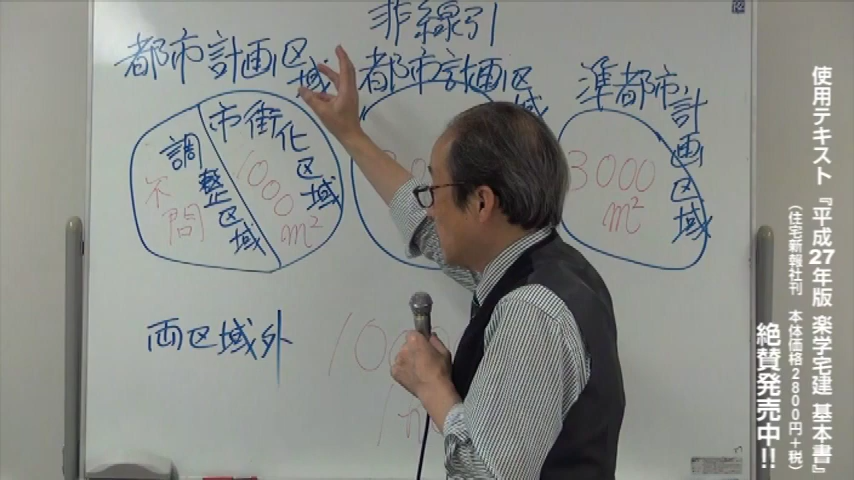 都市計画区域
市街化区域
1000
m²
調整区域
不問
非線引
都市計画区域
準都市計画区域
3000
m²
両区域外
使用テキスト『平成27年版 楽学宅建 基本書』
(住宅新報社刊 本体価格2800円+税)
絶賛発売中!!